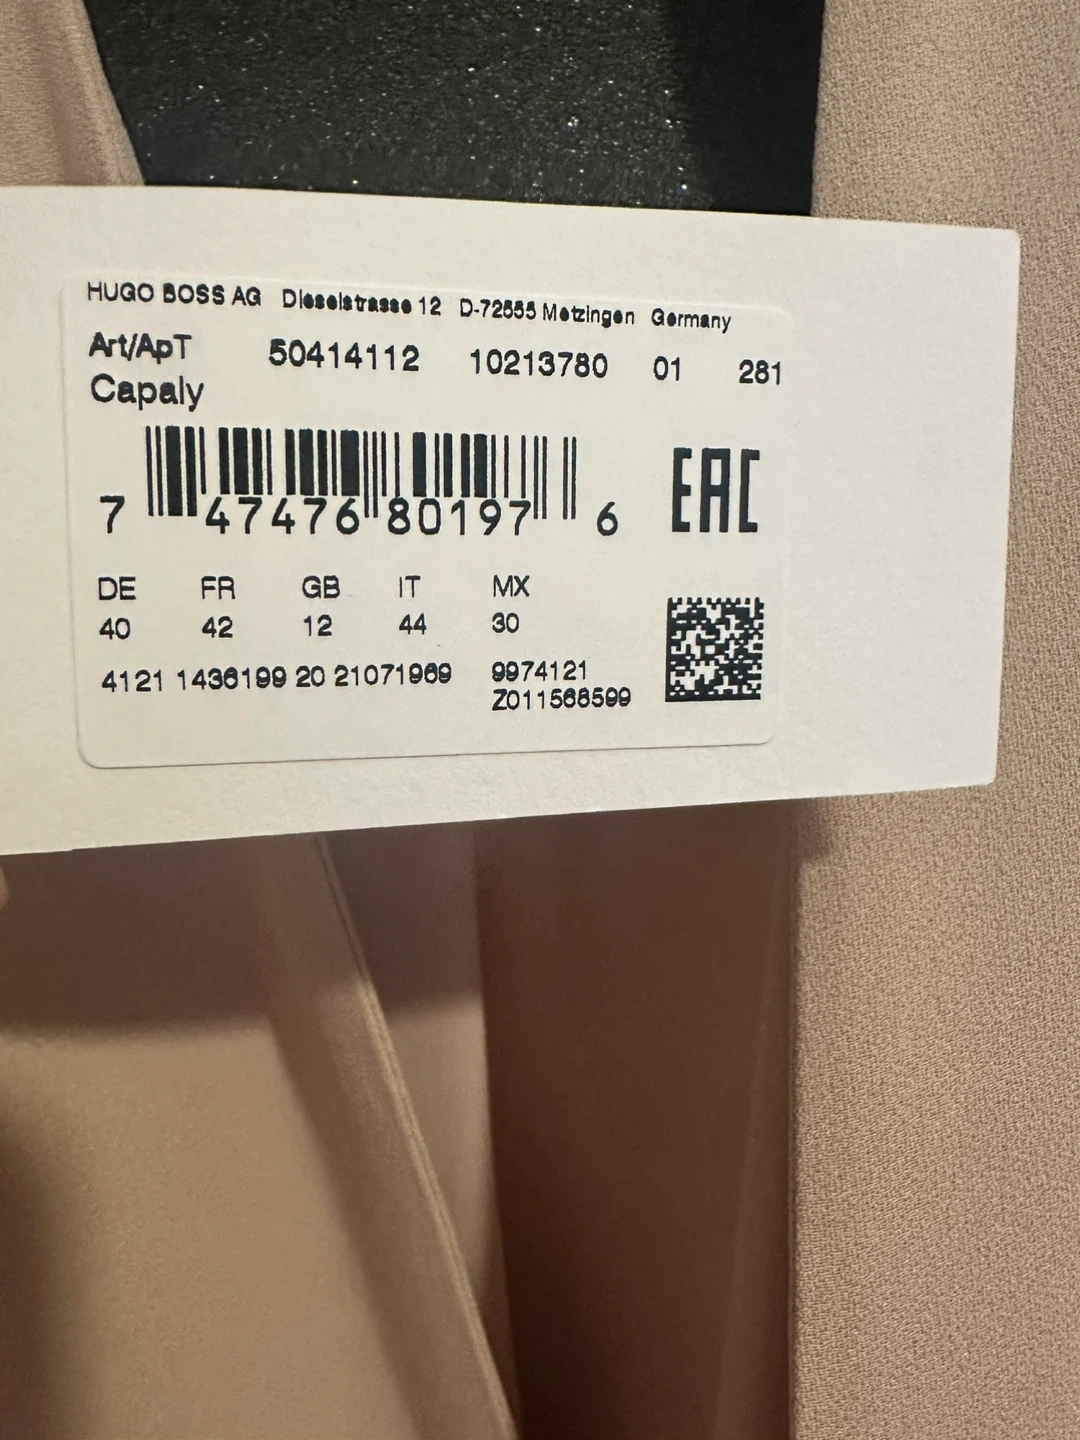 HUGO BOSS AG Dieselstrasse 12 D-72555 Metzingen Germany
Art/ApT 50414112 10213780 01 281
Capaly
7 47476 80197 6 EAC
DE FR GB IT MX
40 42 12 44 30
4121 1436199 20 21071969 9974121
Z011568599